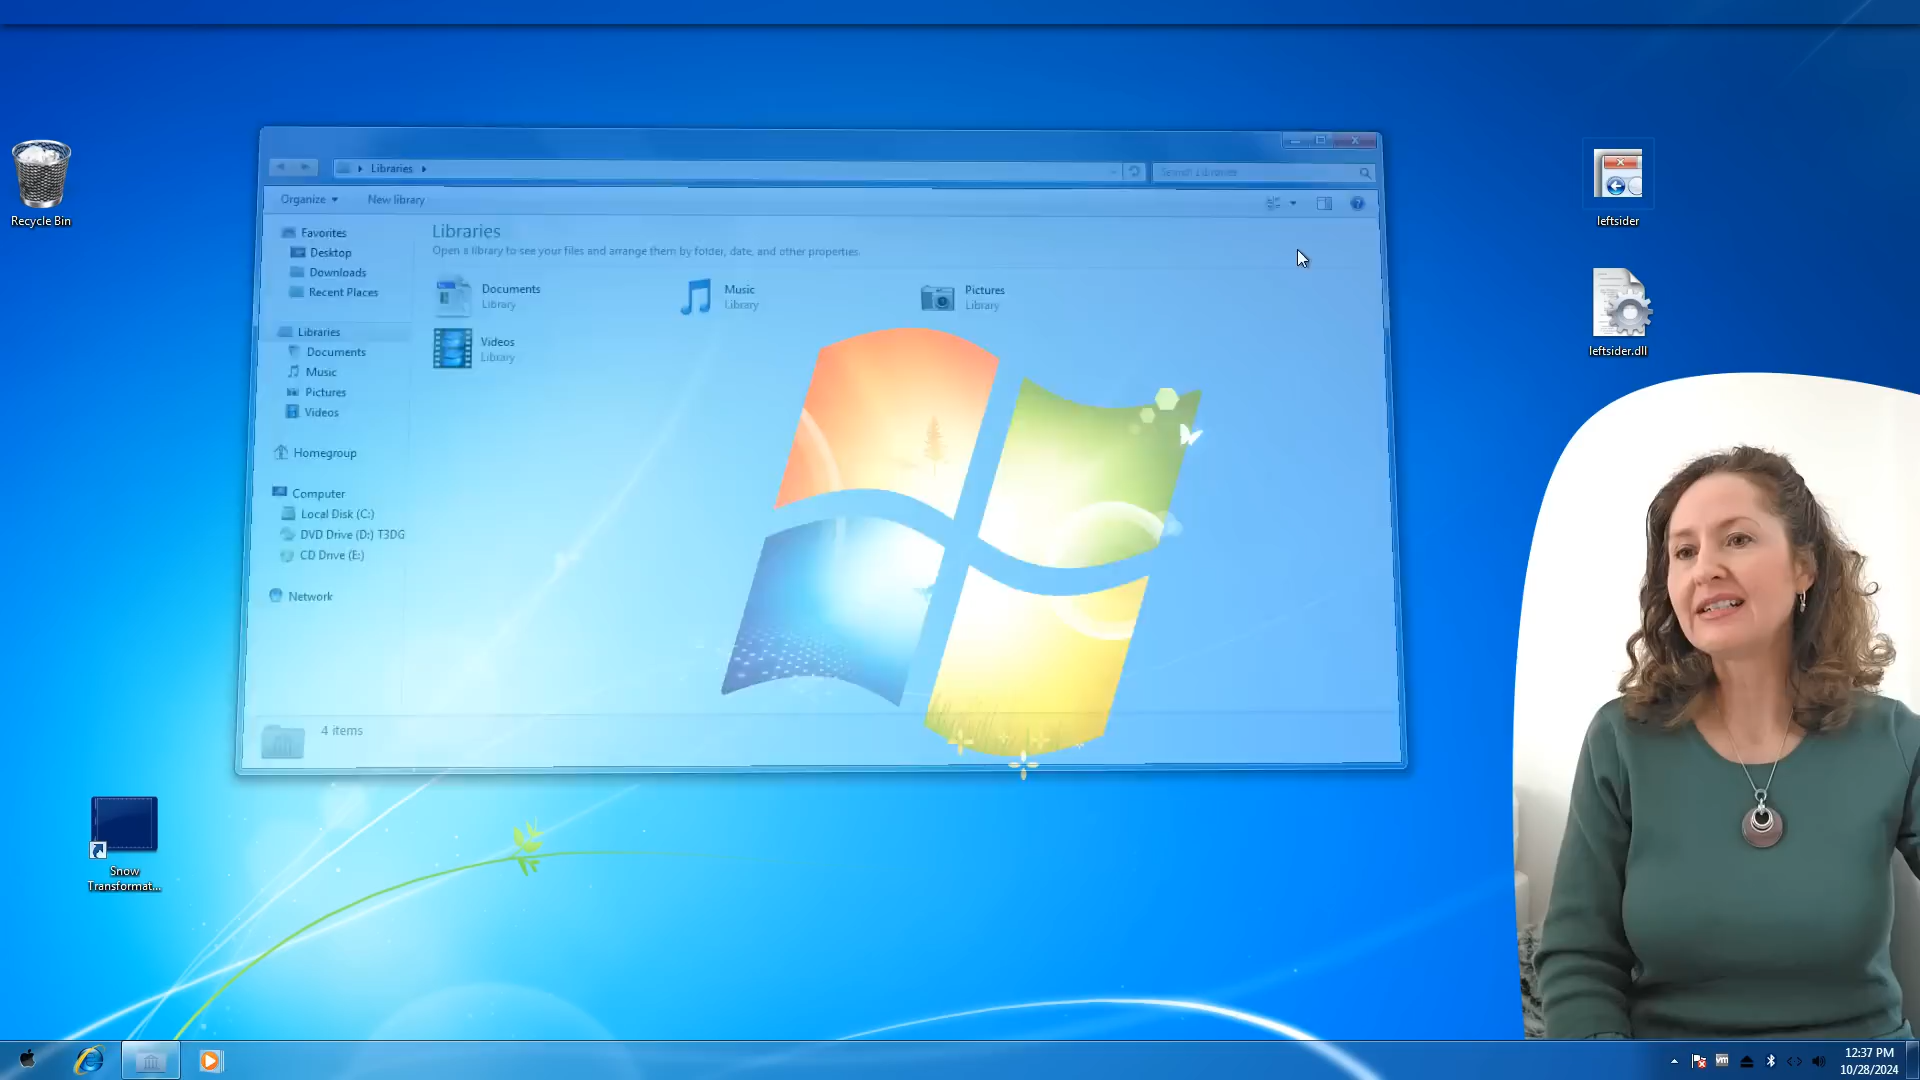 Recycle Bin
Libraries
Search Libraries
Organize
New library
Favorites
Desktop
Downloads
Recent Places
Libraries
Documents
Music
Pictures
Videos
Homegroup
Computer
Local Disk (C:)
DVD Drive (D:) T3DG
CD Drive (E:)
Network
Libraries
Open a library to see your files and arrange them by folder, date, and other properties.
Documents
Library
Music
Library
Pictures
Library
Videos
Library
4 items
leftsider
leftsider.dll
Snow
Transformat...
vm
12:37 PM
10/28/2024